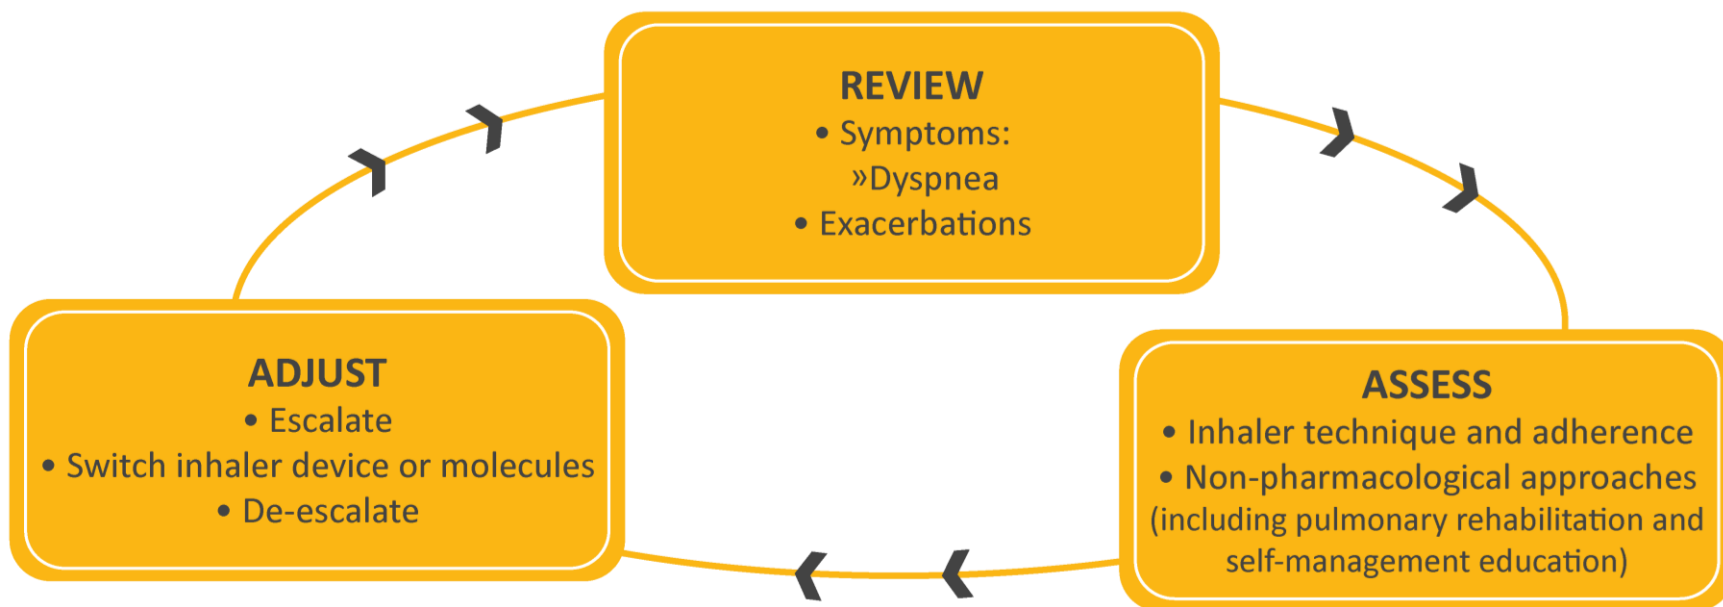 REVIEW
• Symptoms:
»Dyspnea
• Exacerbations
ASSESS
• Inhaler technique and adherence
• Non-pharmacological approaches
(including pulmonary rehabilitation and
self-management education)
ADJUST
• Escalate
• Switch inhaler device or molecules
• De-escalate